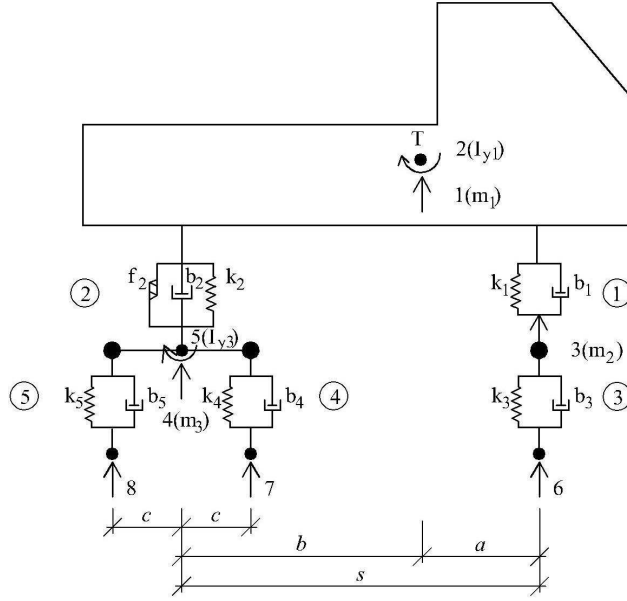 T
2(I_y1)
1(m_1)
f_2
b_2
k_2
2
k_1
b_1
1
5(I_y3)
3(m_2)
5
k_5
b_5
4(m_3)
k_4
b_4
4
k_3
b_3
3
8
7
6
c
c
b
a
s